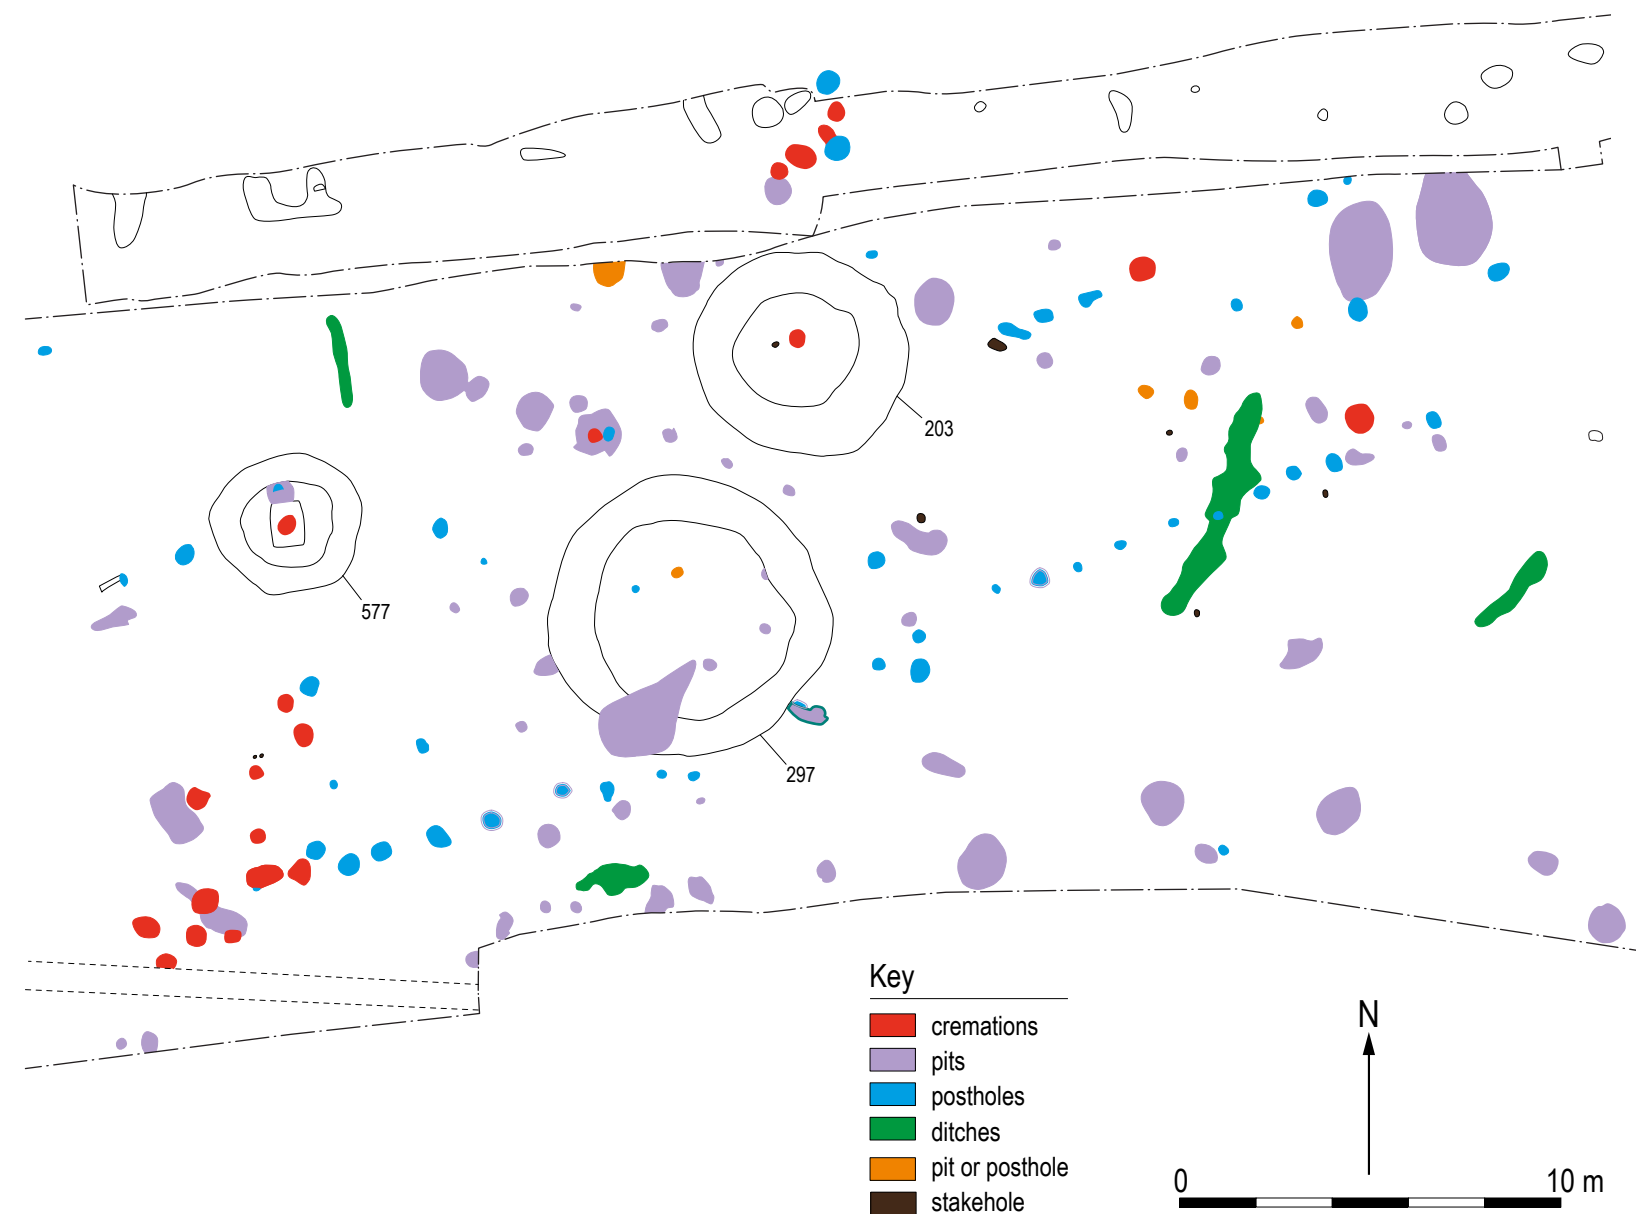 203
577
297
Key
cremations
pits
postholes
ditches
pit or posthole
stakehole
N
0 10 m